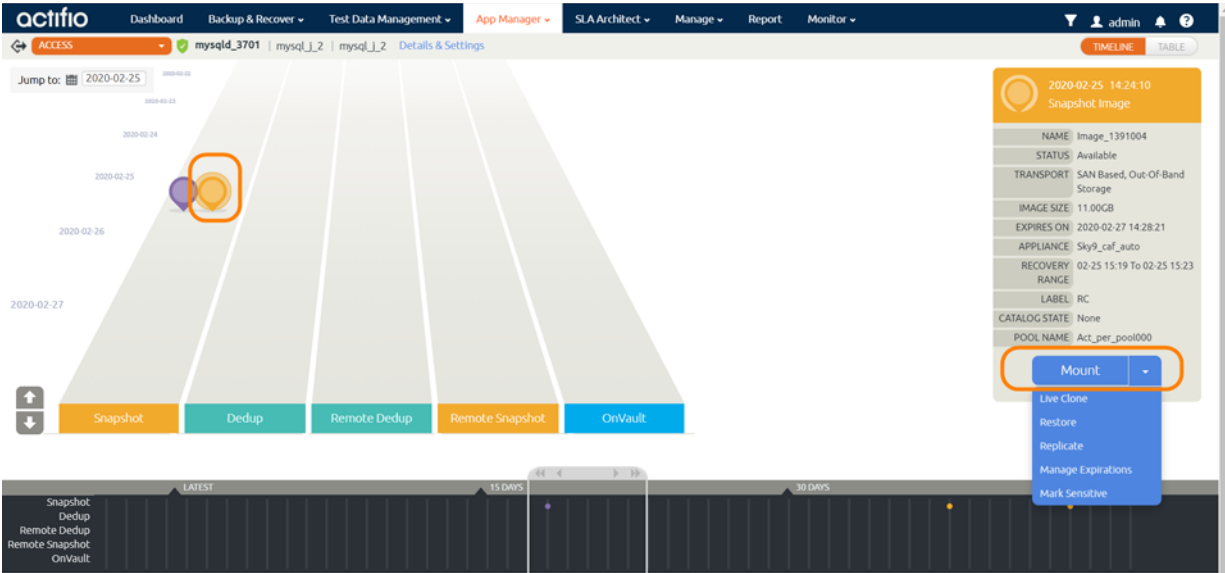 actifio Dashboard Backup & Recover Test Data Management App Manager SLA Architect Manage Report Monitor admin
ACCESS mysqld_3701 | mysql_j_2 | mysql_j_2 Details & Settings TIMELINE TABLE
Jump to: 2020-02-25
2020-02-23
2020-02-24
2020-02-25
2020-02-26
2020-02-27
2020-02-25 14:24:10
Snapshot Image
NAME Image_1391004
STATUS Available
TRANSPORT SAN Based, Out-Of-Band
Storage
IMAGE SIZE 11.00GB
EXPIRES ON 2020-02-27 14:28:21
APPLIANCE Sky9_caf_auto
RECOVERY 02-25 15:19 To 02-25 15:23
RANGE
LABEL RC
CATALOG STATE None
POOL NAME Act_per_pool000
Mount
Live Clone
Restore
Replicate
Manage Expirations
Mark Sensitive
Snapshot Dedup Remote Dedup Remote Snapshot OnVault
LATEST 15 DAYS 30 DAYS
Snapshot
Dedup
Remote Dedup
Remote Snapshot
OnVault